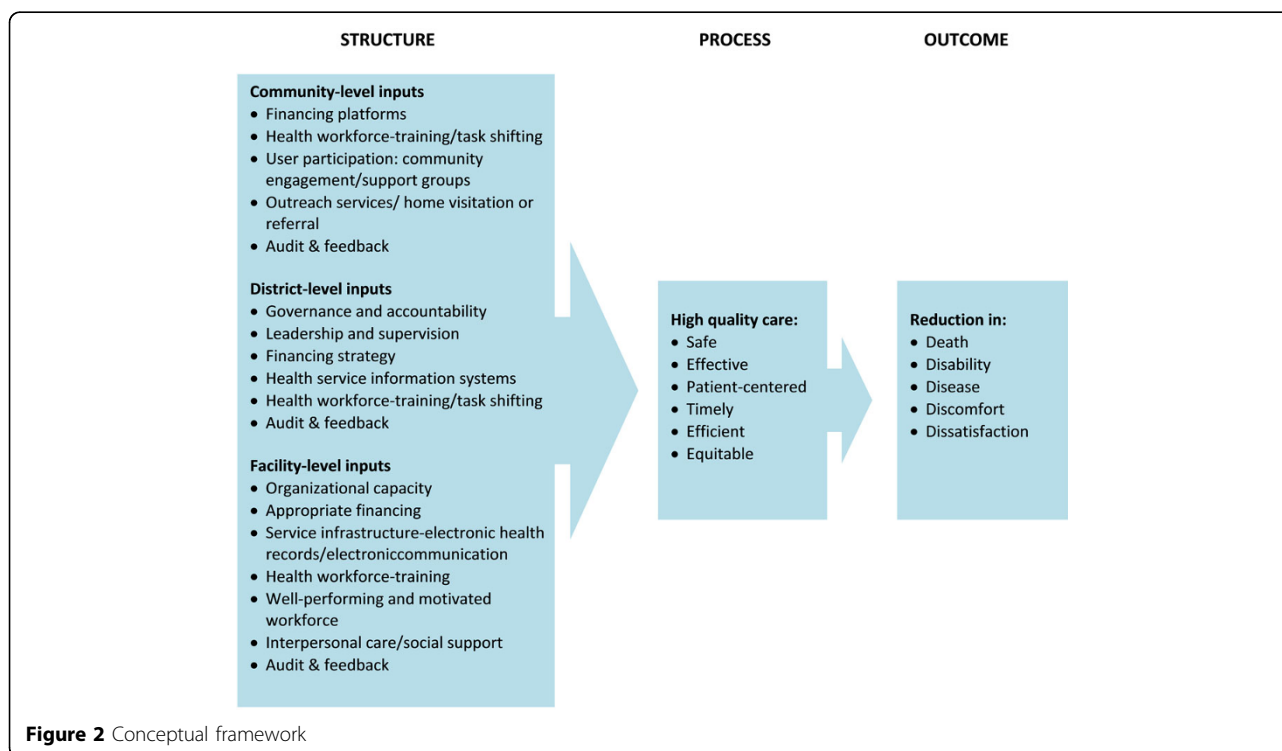 STRUCTURE PROCESS OUTCOME
Community-level inputs
• Financing platforms
• Health workforce-training/task shifting
• User participation: community
engagement/support groups
• Outreach services/ home visitation or
referral
• Audit & feedback
District-level inputs
• Governance and accountability
• Leadership and supervision
• Financing strategy
• Health service information systems
• Health workforce-training/task shifting
• Audit & feedback
Facility-level inputs
• Organizational capacity
• Appropriate financing
• Service infrastructure-electronic health
records/electroniccommunication
• Health workforce-training
• Well-performing and motivated
workforce
• Interpersonal care/social support
• Audit & feedback
High quality care:
• Safe
• Effective
• Patient-centered
• Timely
• Efficient
• Equitable
Reduction in:
• Death
• Disability
• Disease
• Discomfort
• Dissatisfaction
Figure 2 Conceptual framework